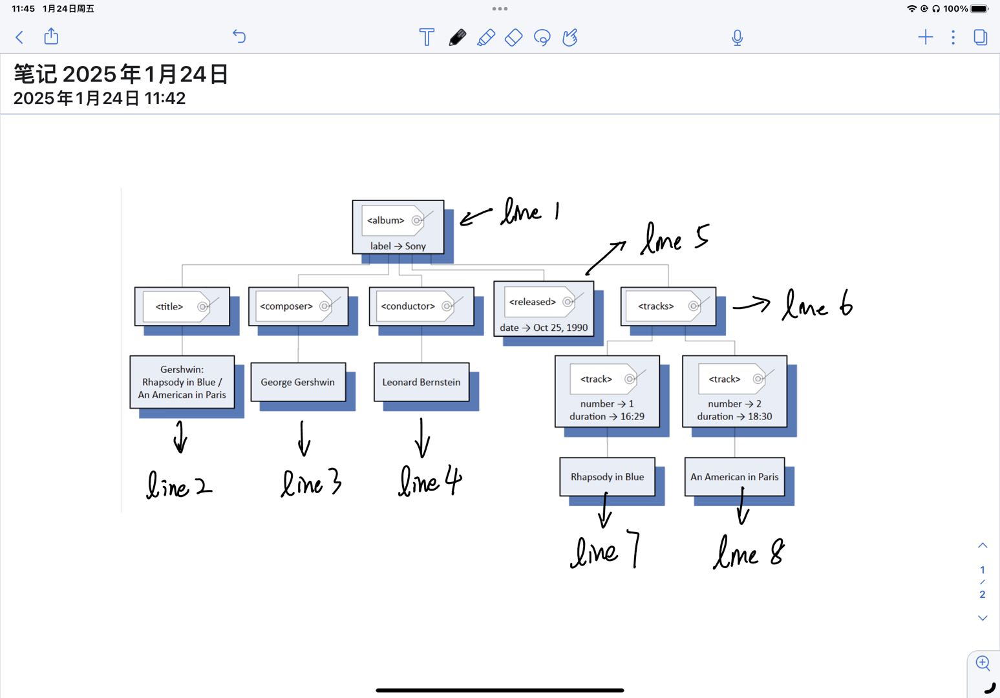 11:45 1月24日周五
100%
笔记 2025年1月24日
2025年1月24日 11:42
<album>
label → Sony
line 1
line 5
<title>
<composer>
<conductor>
<released>
date → Oct 25, 1990
<tracks>
line 6
Gershwin:
Rhapsody in Blue /
An American in Paris
George Gershwin
Leonard Bernstein
<track>
number → 1
duration → 16:29
<track>
number → 2
duration → 18:30
line 2
line 3
line 4
Rhapsody in Blue
An American in Paris
line 7
line 8
1
/
2